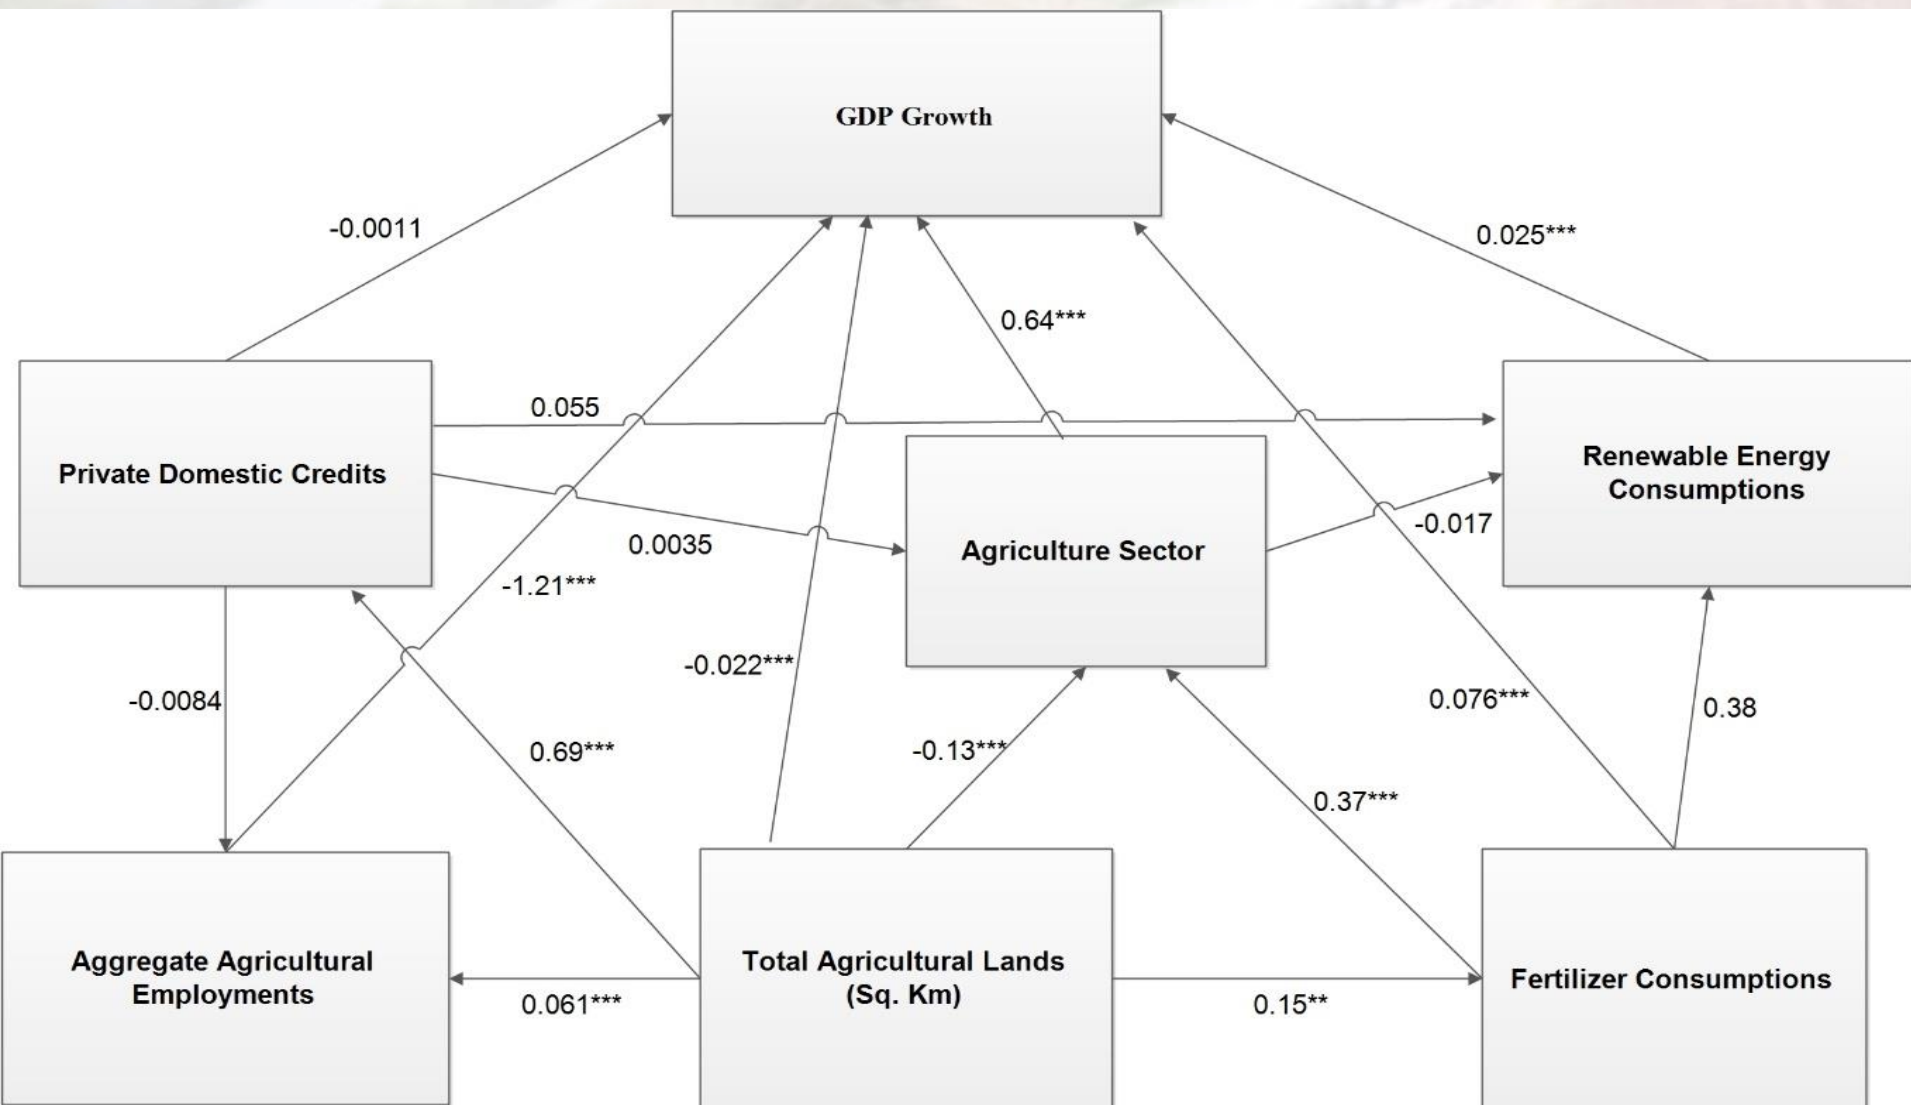 GDP Growth
-0.0011
0.025***
0.64***
0.055
Private Domestic Credits
Renewable Energy
Consumptions
-0.017
Agriculture Sector
0.0035
-1.21***
-0.022***
-0.0084
0.076***
0.38
0.69***
-0.13***
0.37***
Aggregate Agricultural
Employments
0.061***
Total Agricultural Lands
(Sq. Km)
0.15**
Fertilizer Consumptions